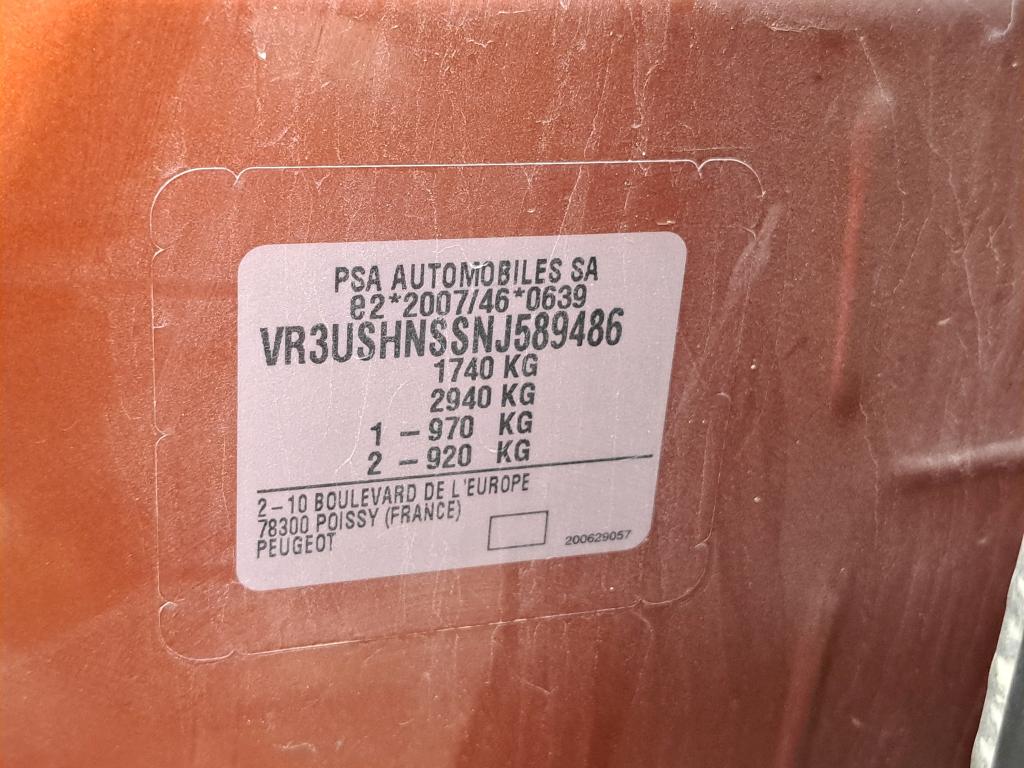 PSA AUTOMOBILES SA
e2*2007/46*0639
VR3USHNSSNJ589486
1740 KG
2940 KG
1 – 970 KG
2 – 920 KG
2 – 10 BOULEVARD DE L'EUROPE
78300 POISSY (FRANCE)
PEUGEOT
200629057